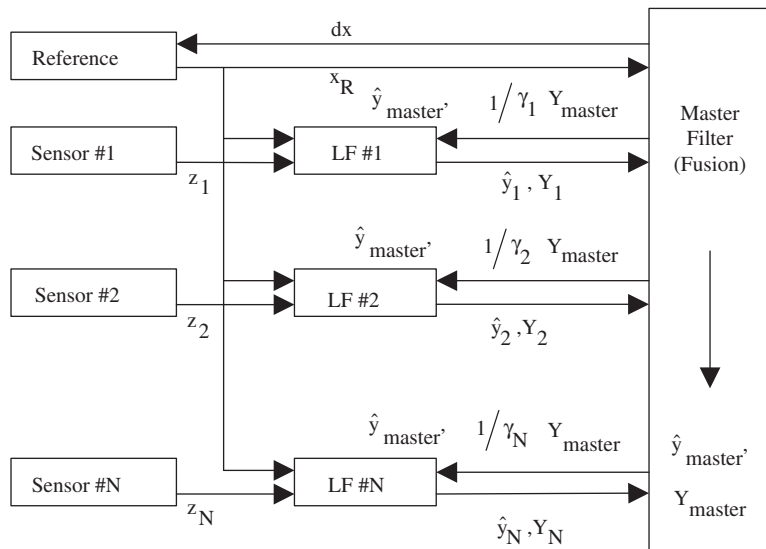 dx
Reference
x_R
ŷ_master, 1/γ_1 Y_master
Master
Filter
(Fusion)
Sensor #1
LF #1
z_1
ŷ_1, Y_1
ŷ_master, 1/γ_2 Y_master
Sensor #2
LF #2
z_2
ŷ_2, Y_2
ŷ_master, 1/γ_N Y_master
ŷ_master,
Sensor #N
LF #N
Y_master
z_N
ŷ_N, Y_N